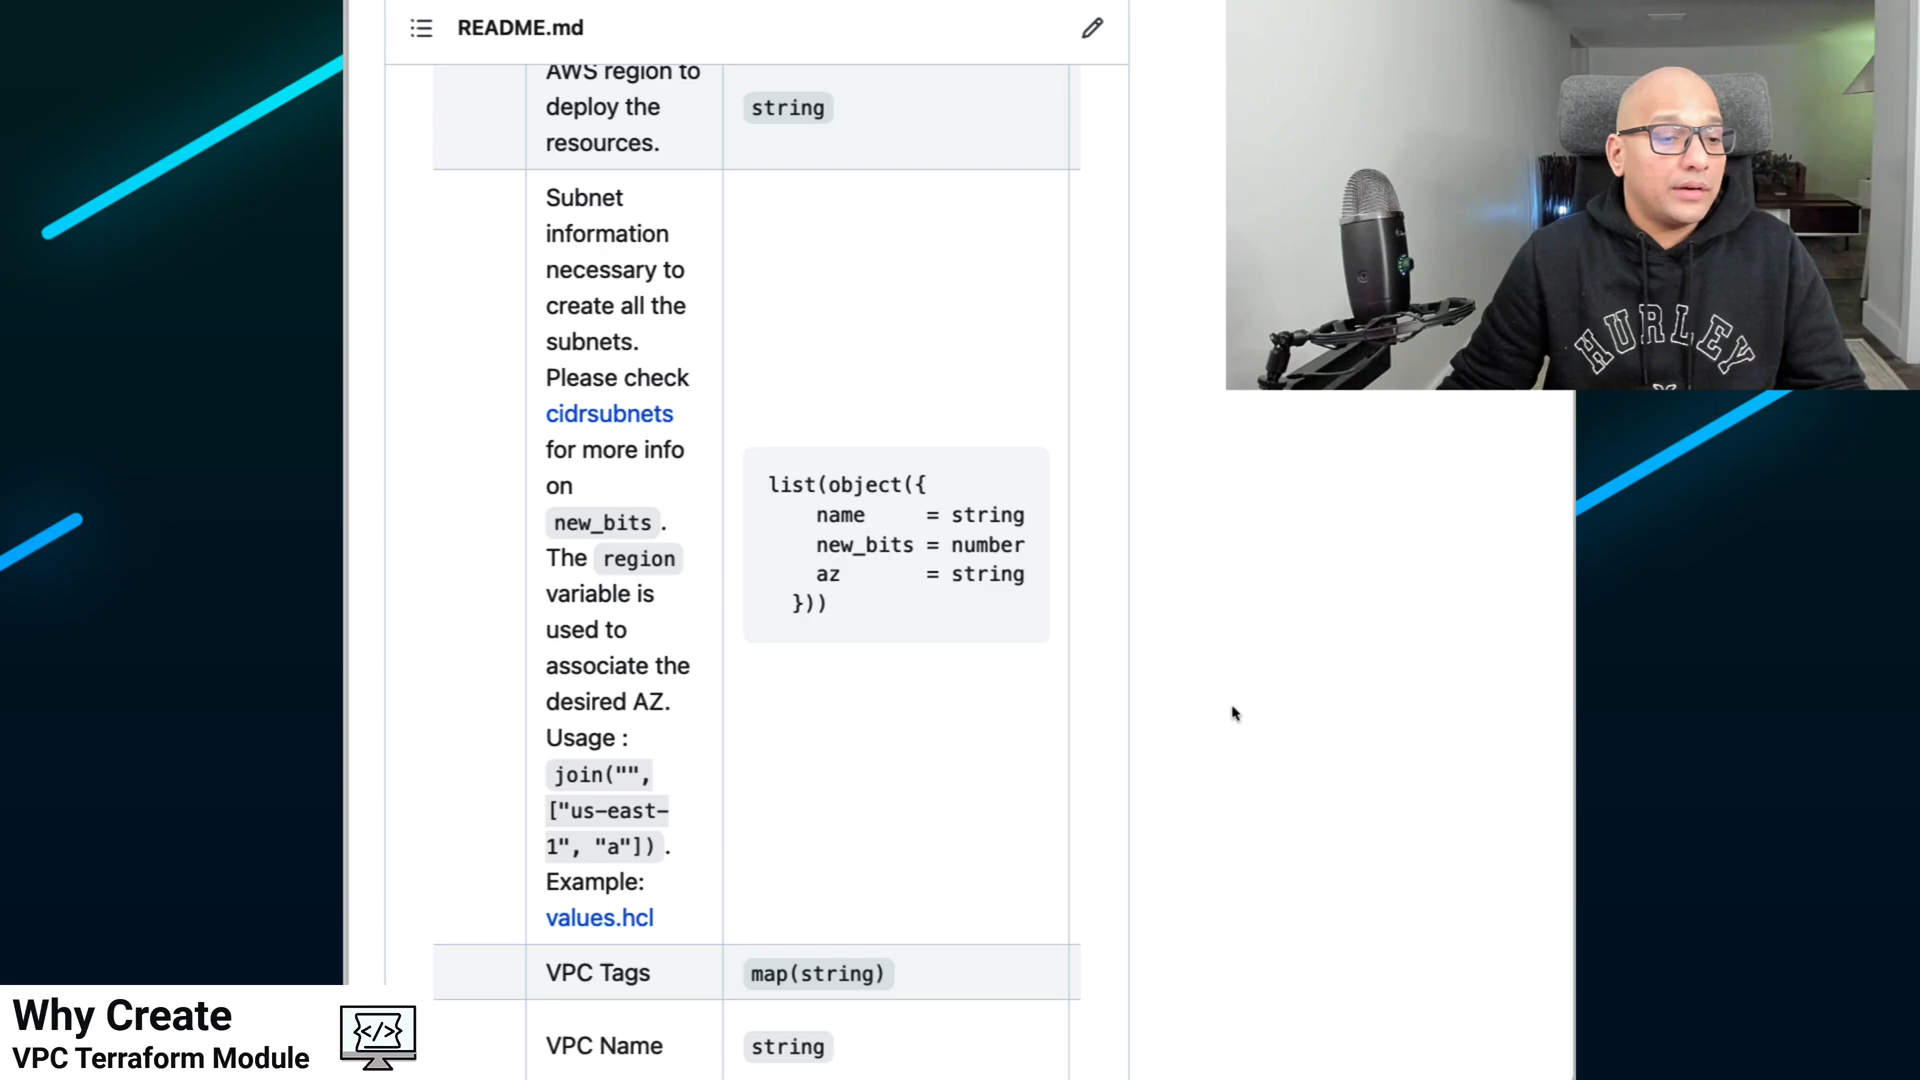 README.md
AWS region to
deploy the
resources.
string
Subnet
information
necessary to
create all the
subnets.
Please check
cidrsubnets
for more info
on
new_bits.
The region
variable is
used to
associate the
desired AZ.
Usage :
join("",
["us-east-
1", "a"]).
Example:
values.hcl
list(object({
name = string
new_bits = number
az = string
}))
VPC Tags
map(string)
VPC Name
string
HURLEY
Why Create
VPC Terraform Module
</>